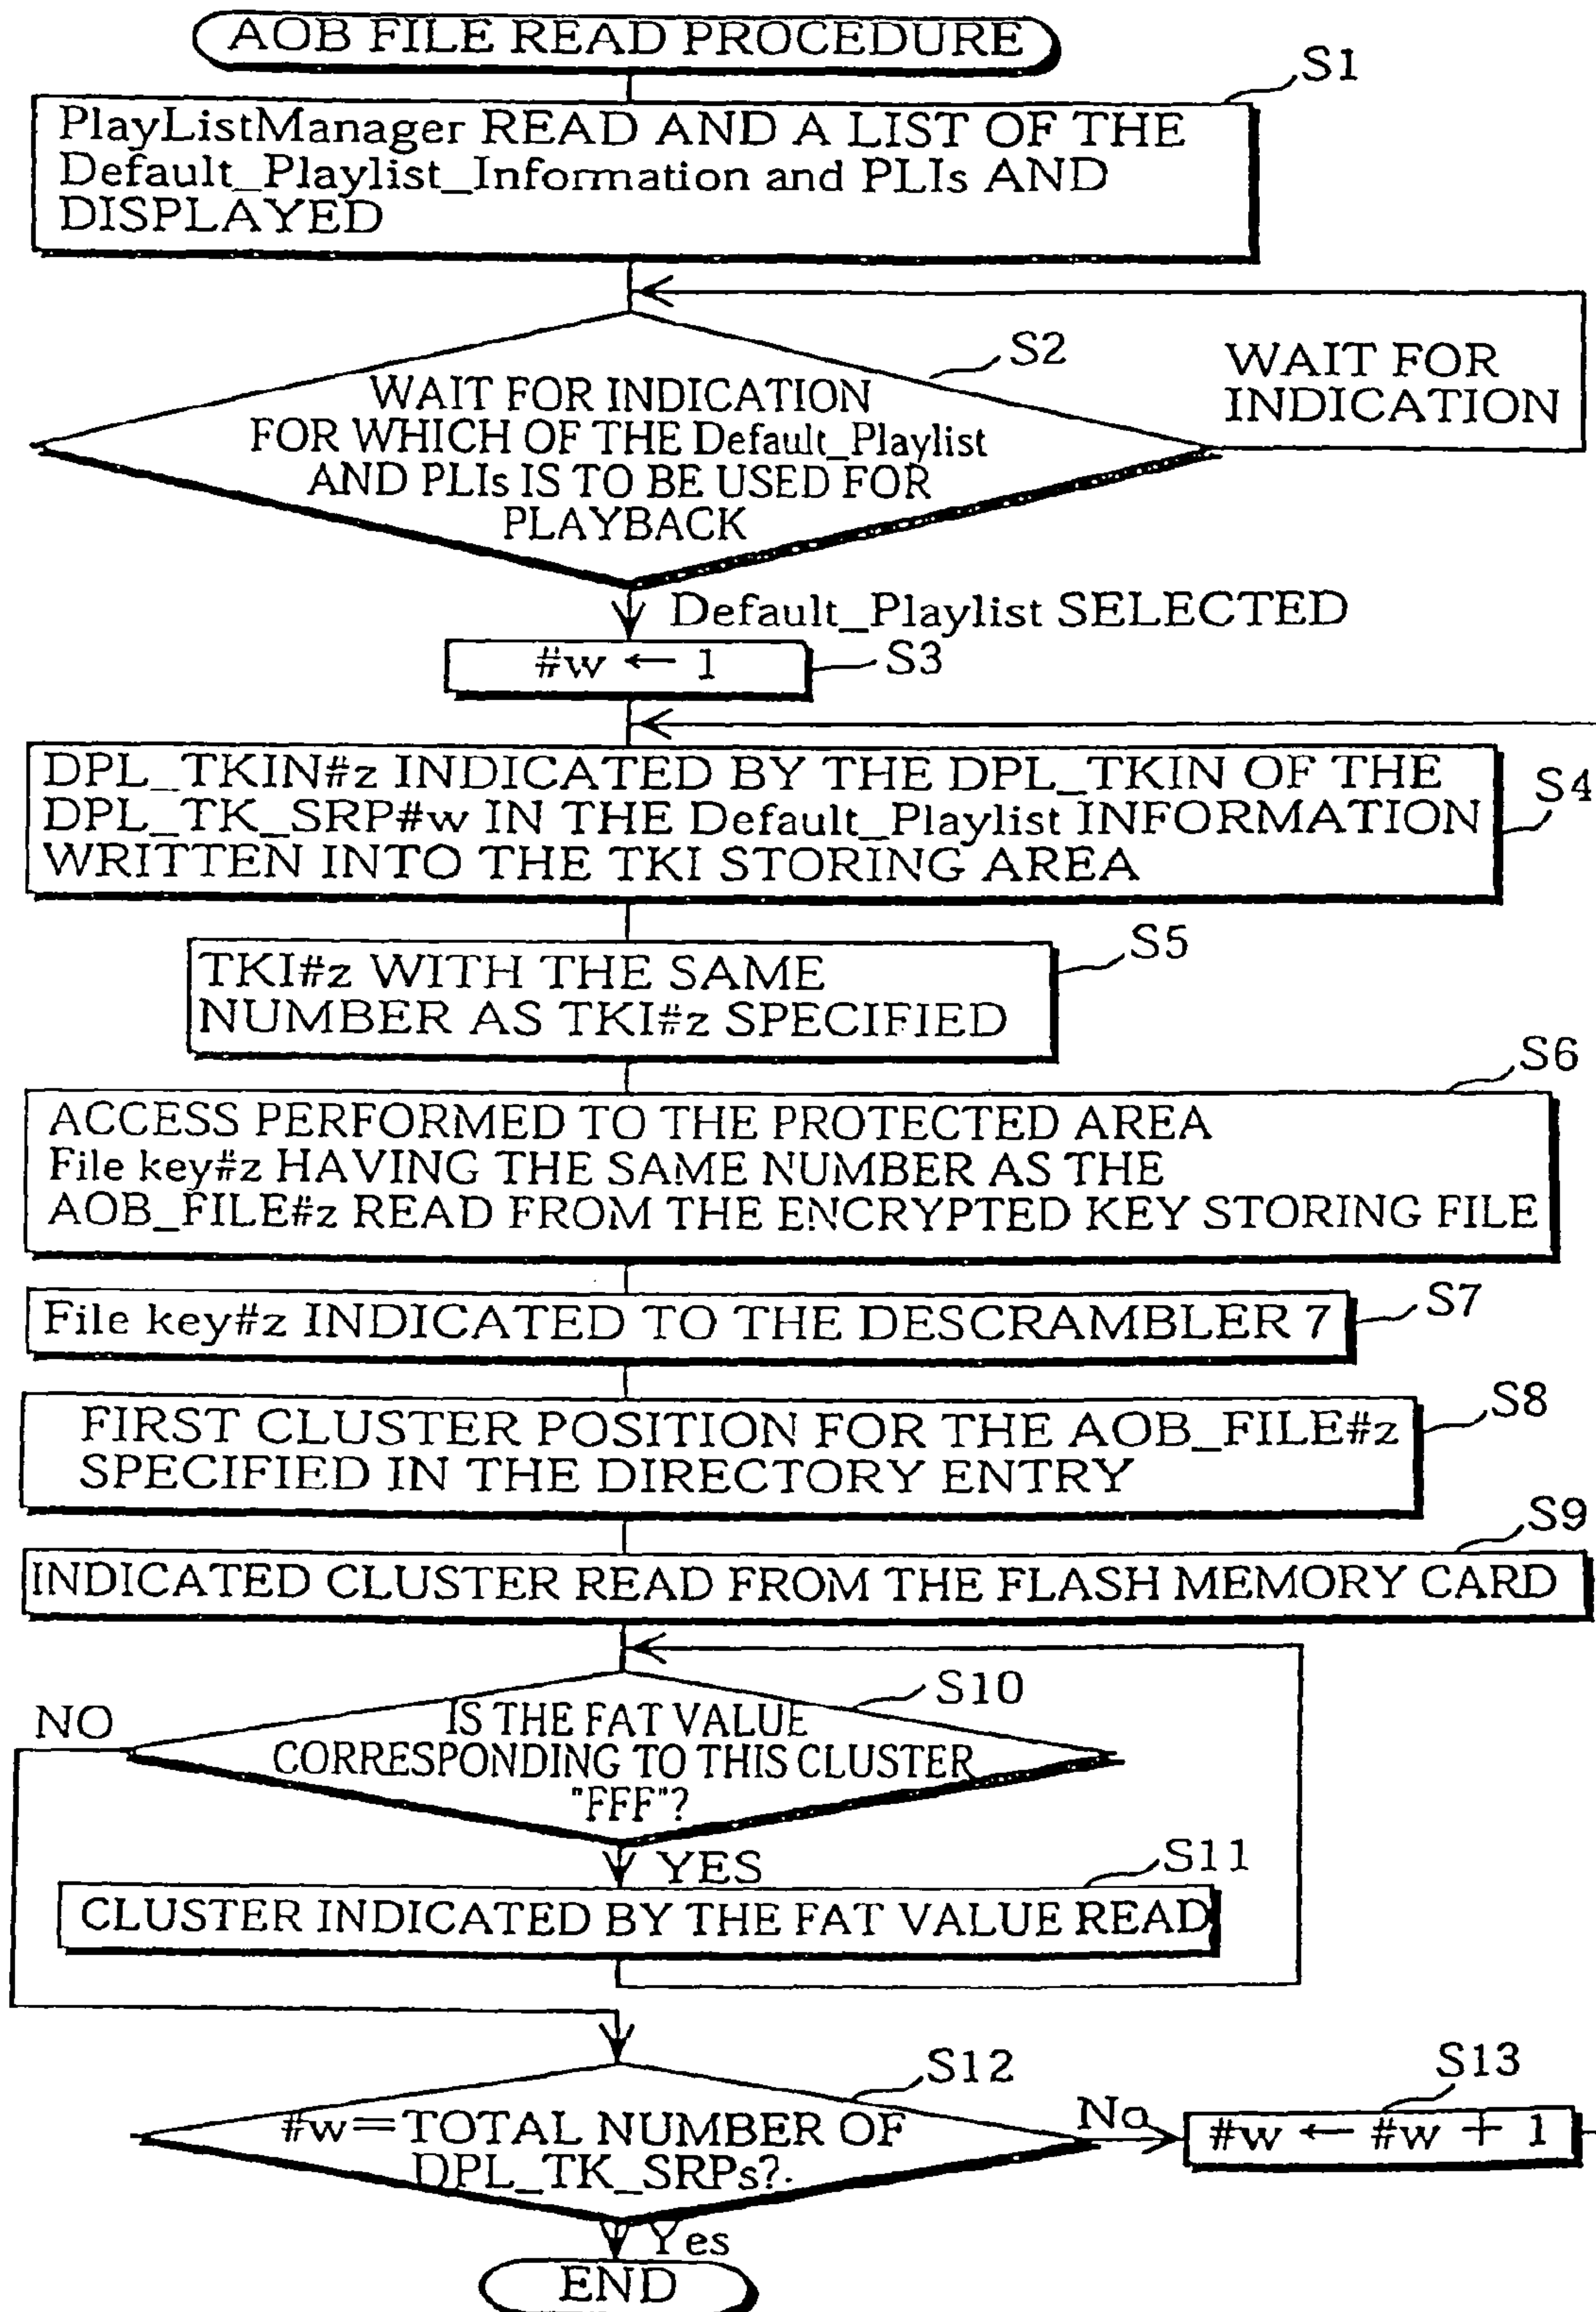 AOB FILE READ PROCEDURE
S1
PlayListManager READ AND A LIST OF THE
Default_Playlist_Information and PLIs AND
DISPLAYED
S2
WAIT FOR
INDICATION
WAIT FOR INDICATION
FOR WHICH OF THE Default_Playlist
AND PLIs IS TO BE USED FOR
PLAYBACK
Default_Playlist SELECTED
#w ← 1
S3
DPL_TKIN#z INDICATED BY THE DPL_TKIN OF THE
DPL_TK_SRP#w IN THE Default_Playlist INFORMATION
WRITTEN INTO THE TKI STORING AREA
S4
S5
TKI#z WITH THE SAME
NUMBER AS TKI#z SPECIFIED
S6
ACCESS PERFORMED TO THE PROTECTED AREA
File key#z HAVING THE SAME NUMBER AS THE
AOB_FILE#z READ FROM THE ENCRYPTED KEY STORING FILE
File key#z INDICATED TO THE DESCRAMBLER 7
S7
S8
FIRST CLUSTER POSITION FOR THE AOB_FILE#z
SPECIFIED IN THE DIRECTORY ENTRY
S9
INDICATED CLUSTER READ FROM THE FLASH MEMORY CARD
S10
NO
IS THE FAT VALUE
CORRESPONDING TO THIS CLUSTER
"FFF"?
YES
S11
CLUSTER INDICATED BY THE FAT VALUE READ
S12
#w=TOTAL NUMBER OF
DPL_TK_SRPs?
No
S13
#w ← #w + 1
Yes
END